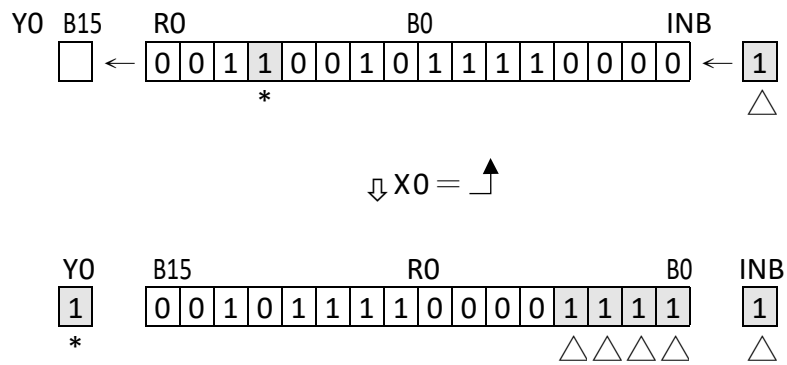 Y0 B15 R0 B0 INB
← 0 0 1 1 0 0 1 0 1 1 1 1 0 0 0 0 ← 1
* △
⇩ X0 =
Y0 B15 R0 B0 INB
1 0 0 1 0 1 1 1 1 0 0 0 0 1 1 1 1 1
* △ △ △ △ △